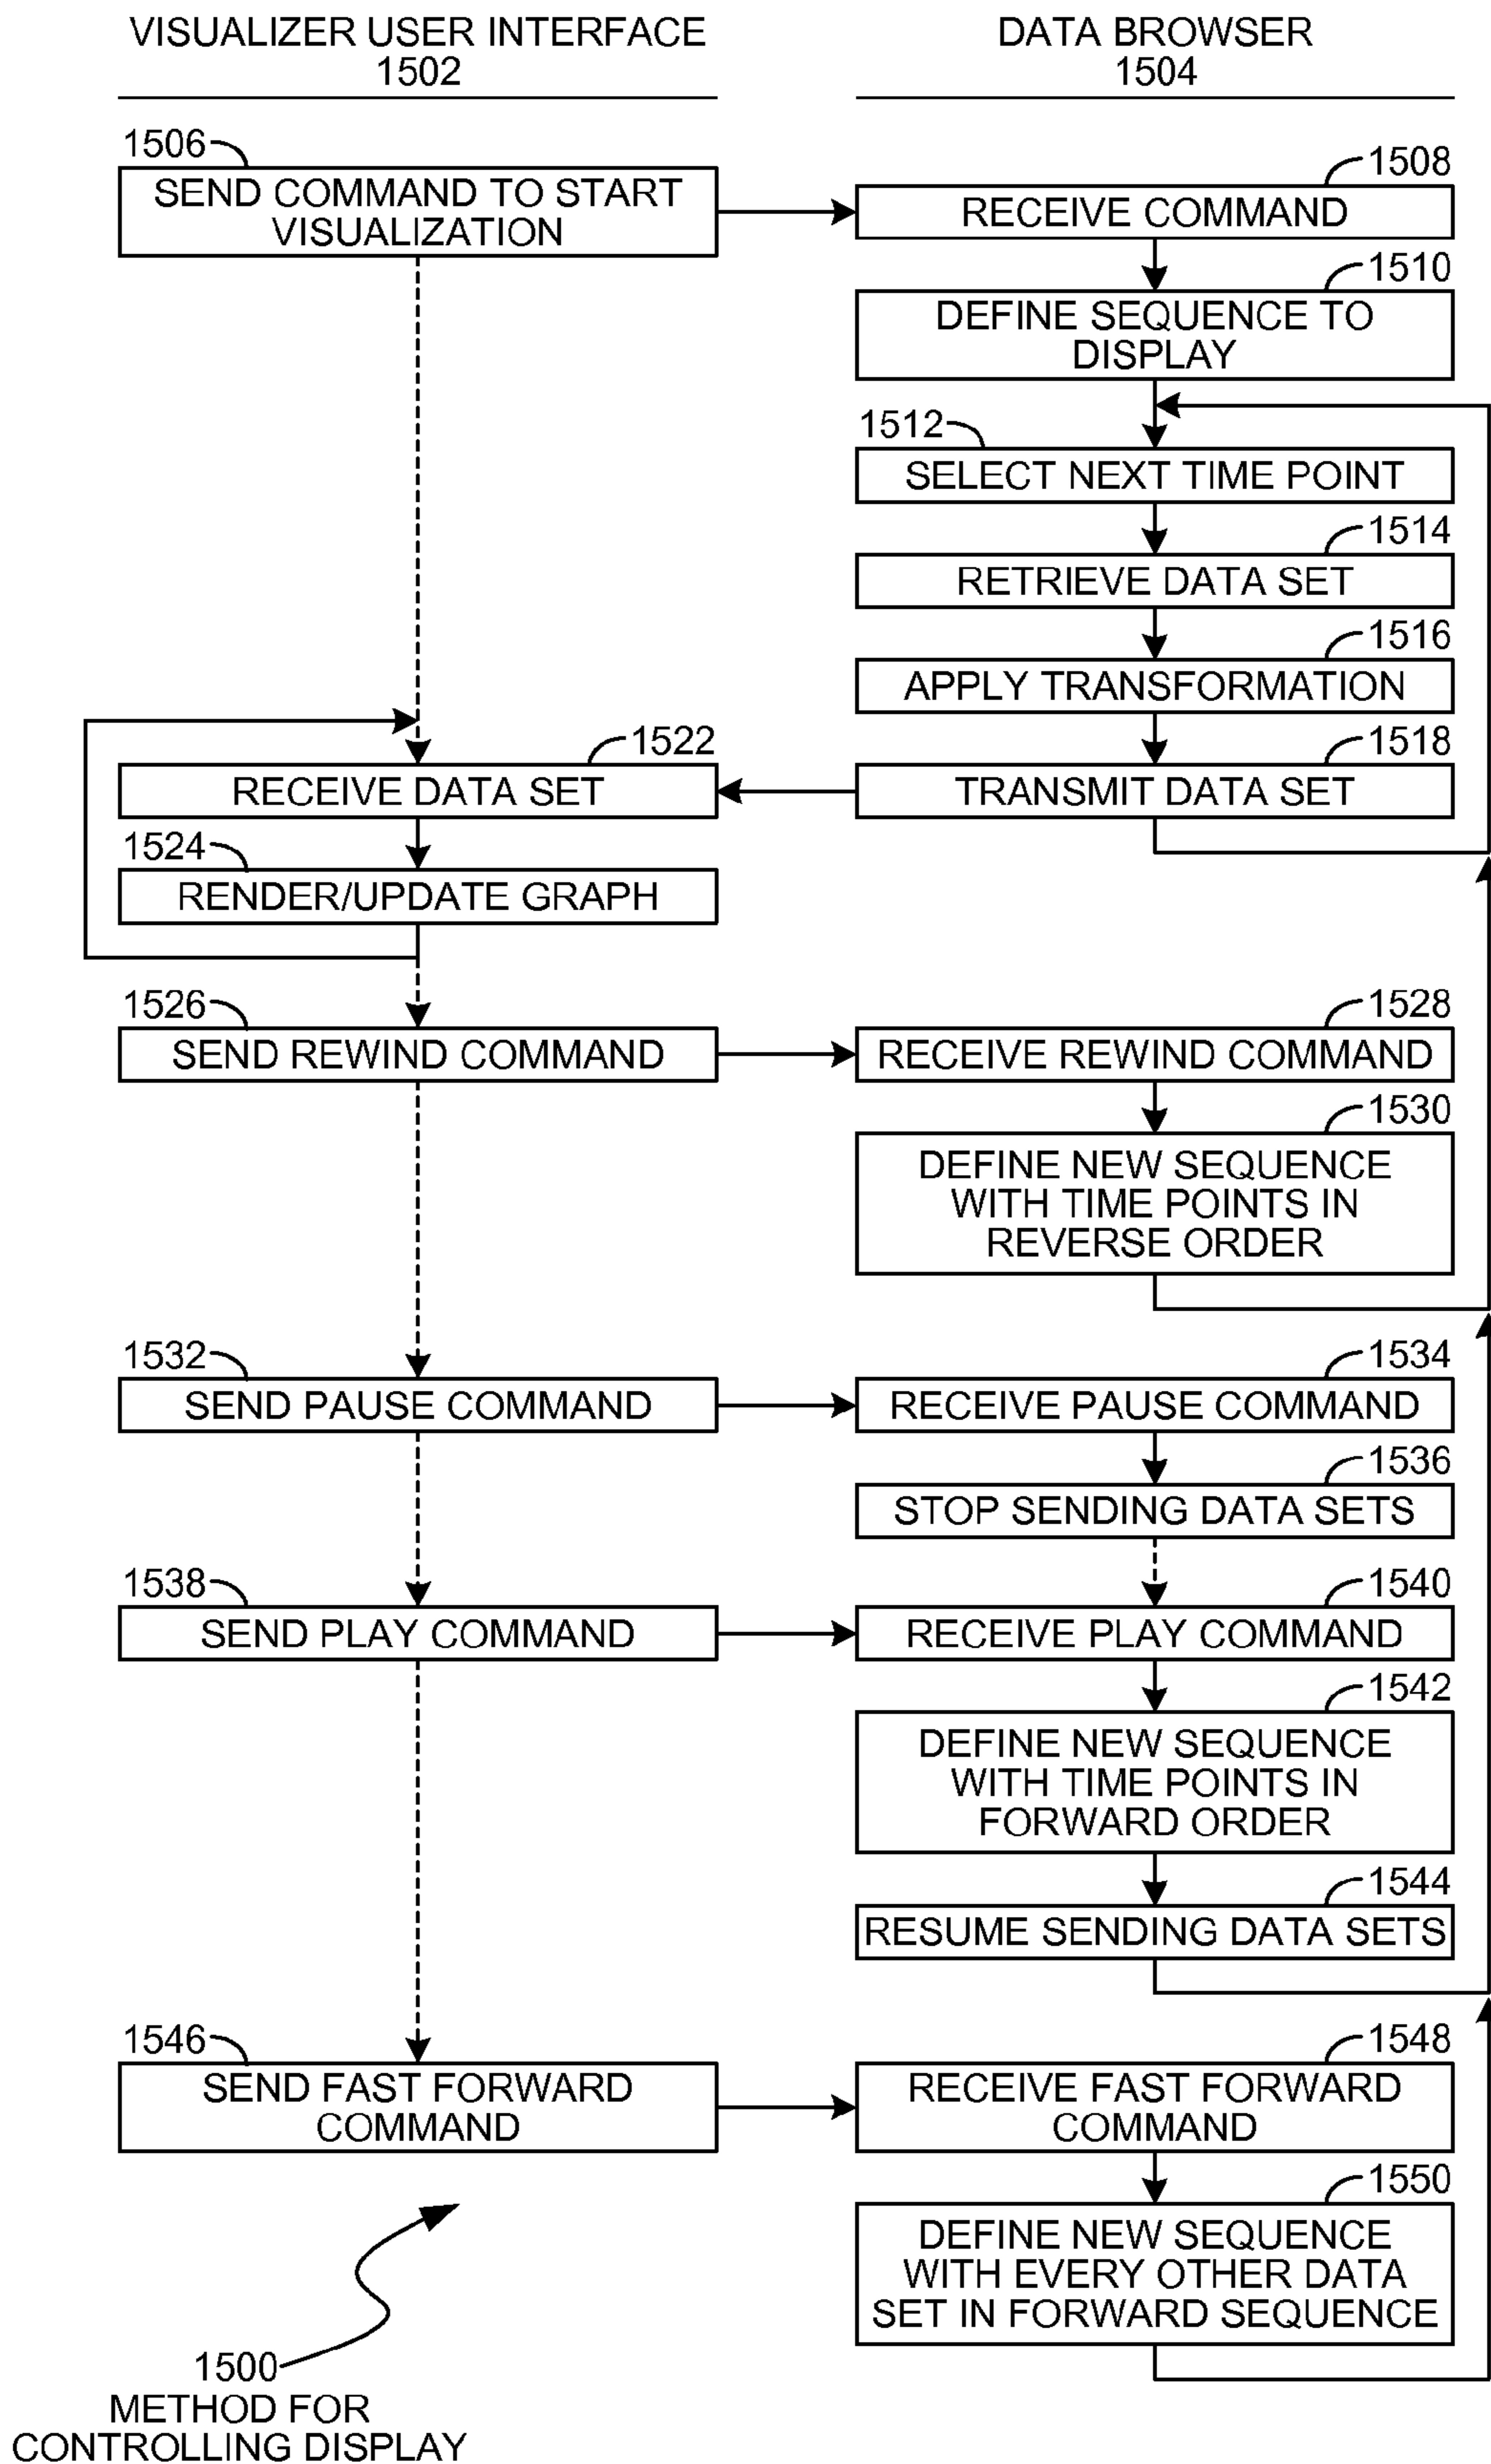 VISUALIZER USER INTERFACE
1502
DATA BROWSER
1504
1506
SEND COMMAND TO START
VISUALIZATION
1508
RECEIVE COMMAND
1510
DEFINE SEQUENCE TO
DISPLAY
1512
SELECT NEXT TIME POINT
1514
RETRIEVE DATA SET
1516
APPLY TRANSFORMATION
1522
RECEIVE DATA SET
1518
TRANSMIT DATA SET
1524
RENDER/UPDATE GRAPH
1526
SEND REWIND COMMAND
1528
RECEIVE REWIND COMMAND
1530
DEFINE NEW SEQUENCE
WITH TIME POINTS IN
REVERSE ORDER
1532
SEND PAUSE COMMAND
1534
RECEIVE PAUSE COMMAND
1536
STOP SENDING DATA SETS
1538
SEND PLAY COMMAND
1540
RECEIVE PLAY COMMAND
1542
DEFINE NEW SEQUENCE
WITH TIME POINTS IN
FORWARD ORDER
1544
RESUME SENDING DATA SETS
1546
SEND FAST FORWARD
COMMAND
1548
RECEIVE FAST FORWARD
COMMAND
1550
DEFINE NEW SEQUENCE
WITH EVERY OTHER DATA
SET IN FORWARD SEQUENCE
1500
METHOD FOR
CONTROLLING DISPLAY